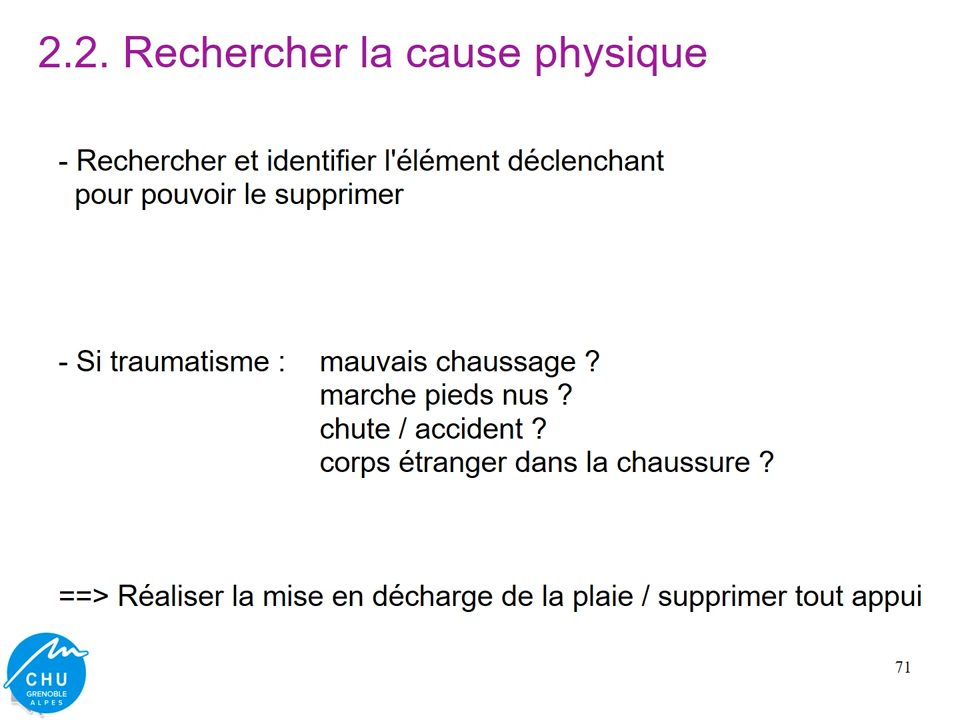 2.2. Rechercher la cause physique
- Rechercher et identifier l'élément déclenchant
pour pouvoir le supprimer
- Si traumatisme : mauvais chaussage ?
marche pieds nus ?
chute / accident ?
corps étranger dans la chaussure ?
==> Réaliser la mise en décharge de la plaie / supprimer tout appui
CHU
GRENOBLE
ALPES
71